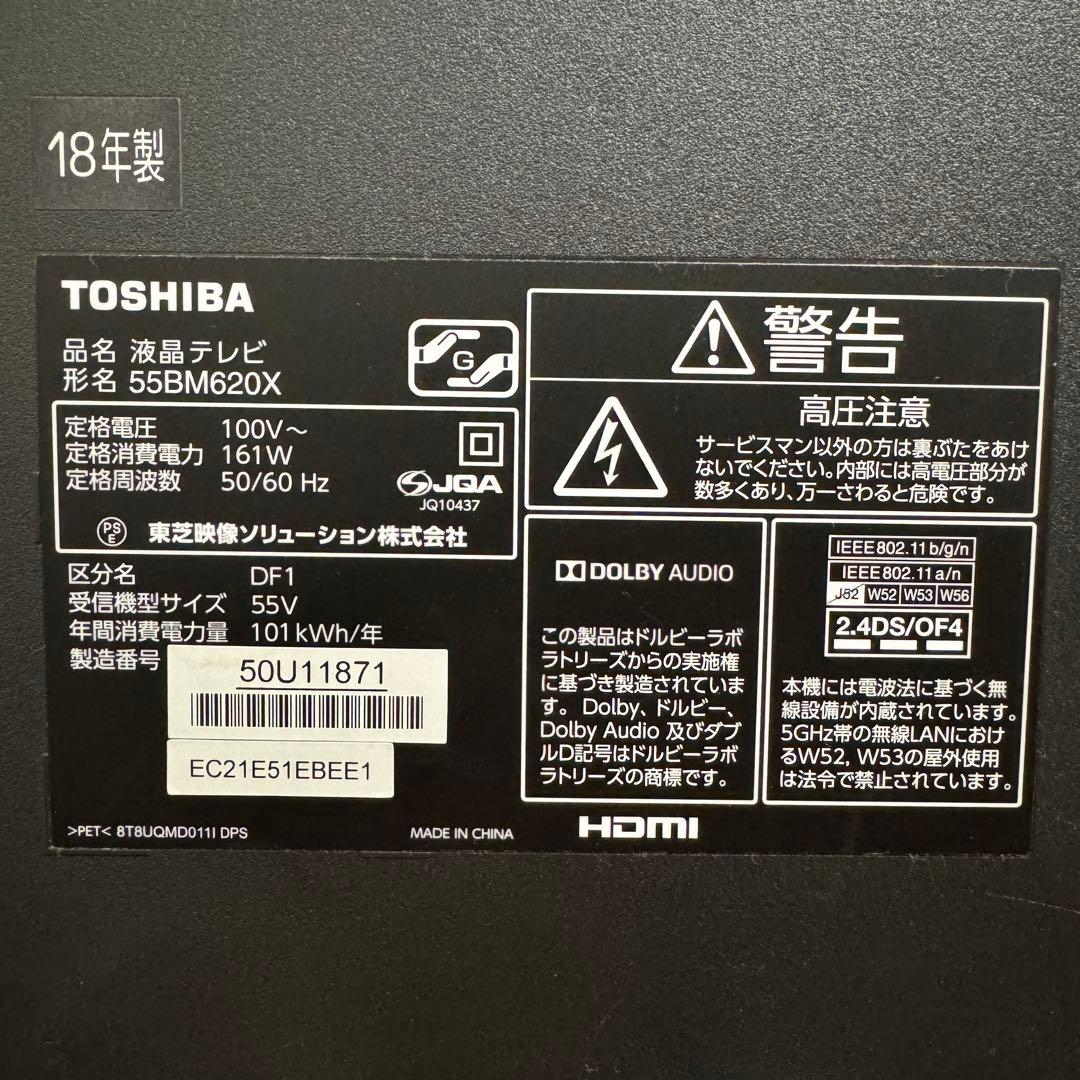 18年製
TOSHIBA
品名 液晶テレビ
形名 55BM620X
G
定格電圧 100V～
定格消費電力 161W
定格周波数 50/60 Hz
JQA
JQ10437
PSE 東芝映像ソリューション株式会社
区分名 DF1
受信機型サイズ 55V
年間消費電力量 101kWh/年
製造番号 50U11871
EC21E51EBEE1
>PET< 8T8UQMD011I DPS
MADE IN CHINA
警告
高圧注意
サービスマン以外の方は裏ぶたをあけ
ないでください。内部には高電圧部分が
数多くあり、万一さわると危険です。
DOLBY AUDIO
この製品はドルビーラボ
ラトリーズからの実施権
に基づき製造されていま
す。Dolby、ドルビー、
Dolby Audio 及びダブ
ルD記号はドルビーラボ
ラトリーズの商標です。
IEEE802.11b/g/n
IEEE802.11a/n
J52 W52 W53 W56
2.4DS/OF4
本機には電波法に基づく無
線設備が内蔵されています。
5GHz帯の無線LANにおけ
るW52, W53の屋外使用
は法令で禁止されています。
HDMI